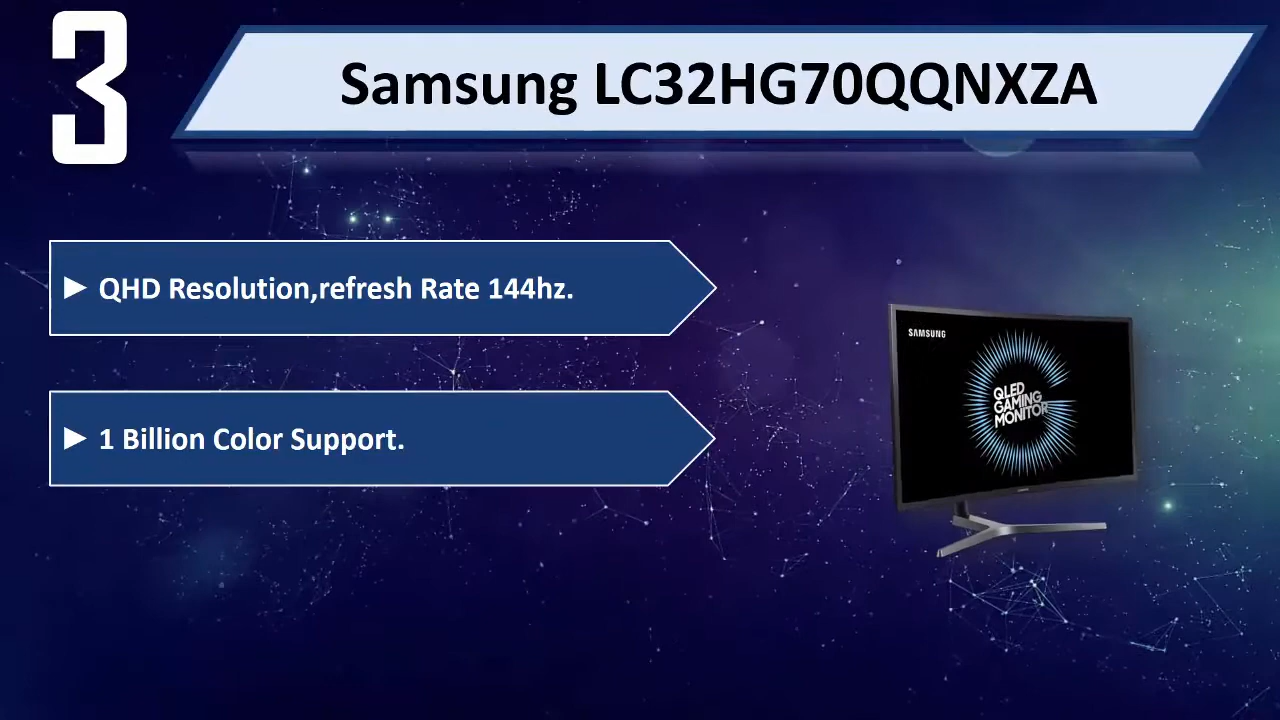 3
Samsung LC32HG70QQNXZA
► QHD Resolution,refresh Rate 144hz.
► 1 Billion Color Support.
SAMSUNG
QLED
GAMING
MONITOR